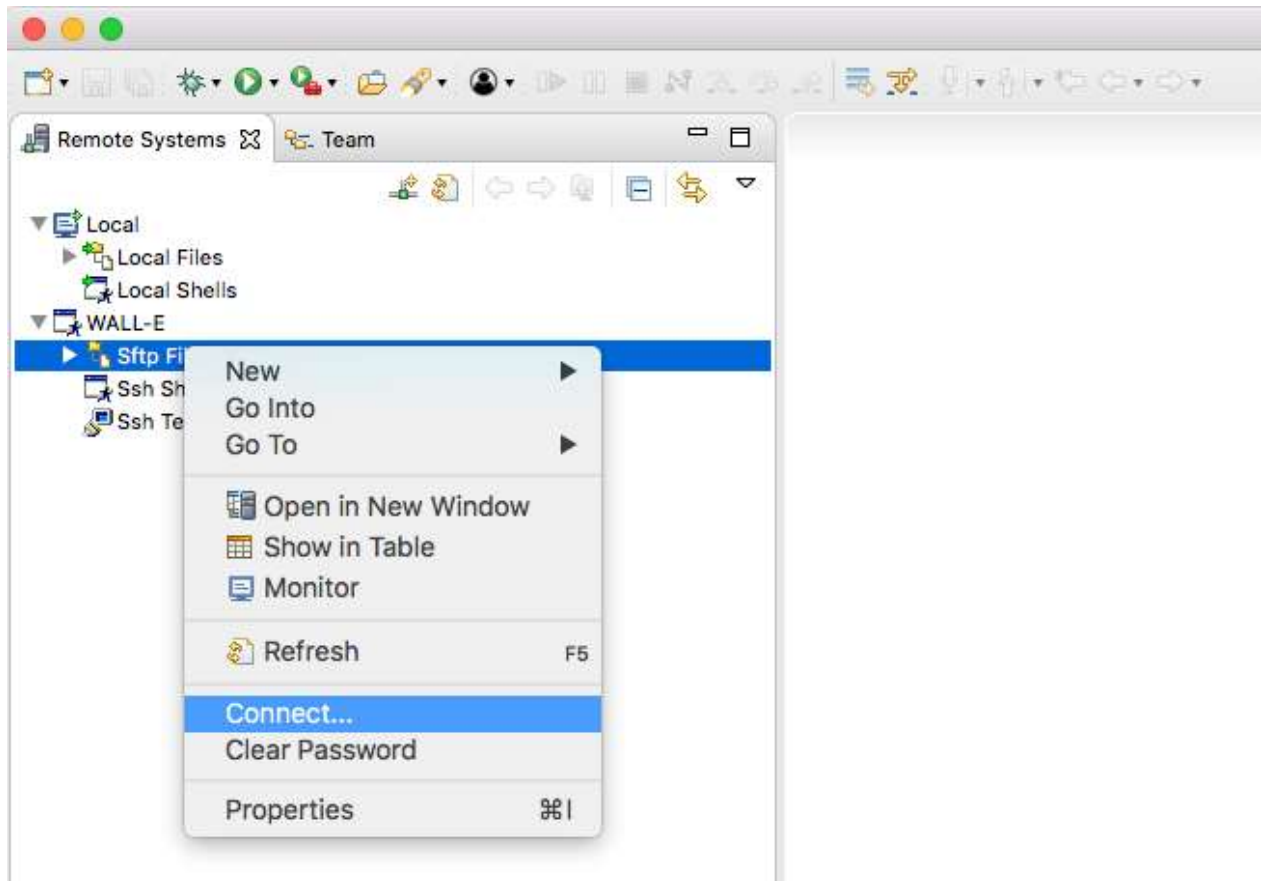 Remote Systems Team
Local
Local Files
Local Shells
WALL-E
Sftp Fi
Ssh Sh
Ssh Te
New
Go Into
Go To
Open in New Window
Show in Table
Monitor
Refresh F5
Connect...
Clear Password
Properties ⌘I